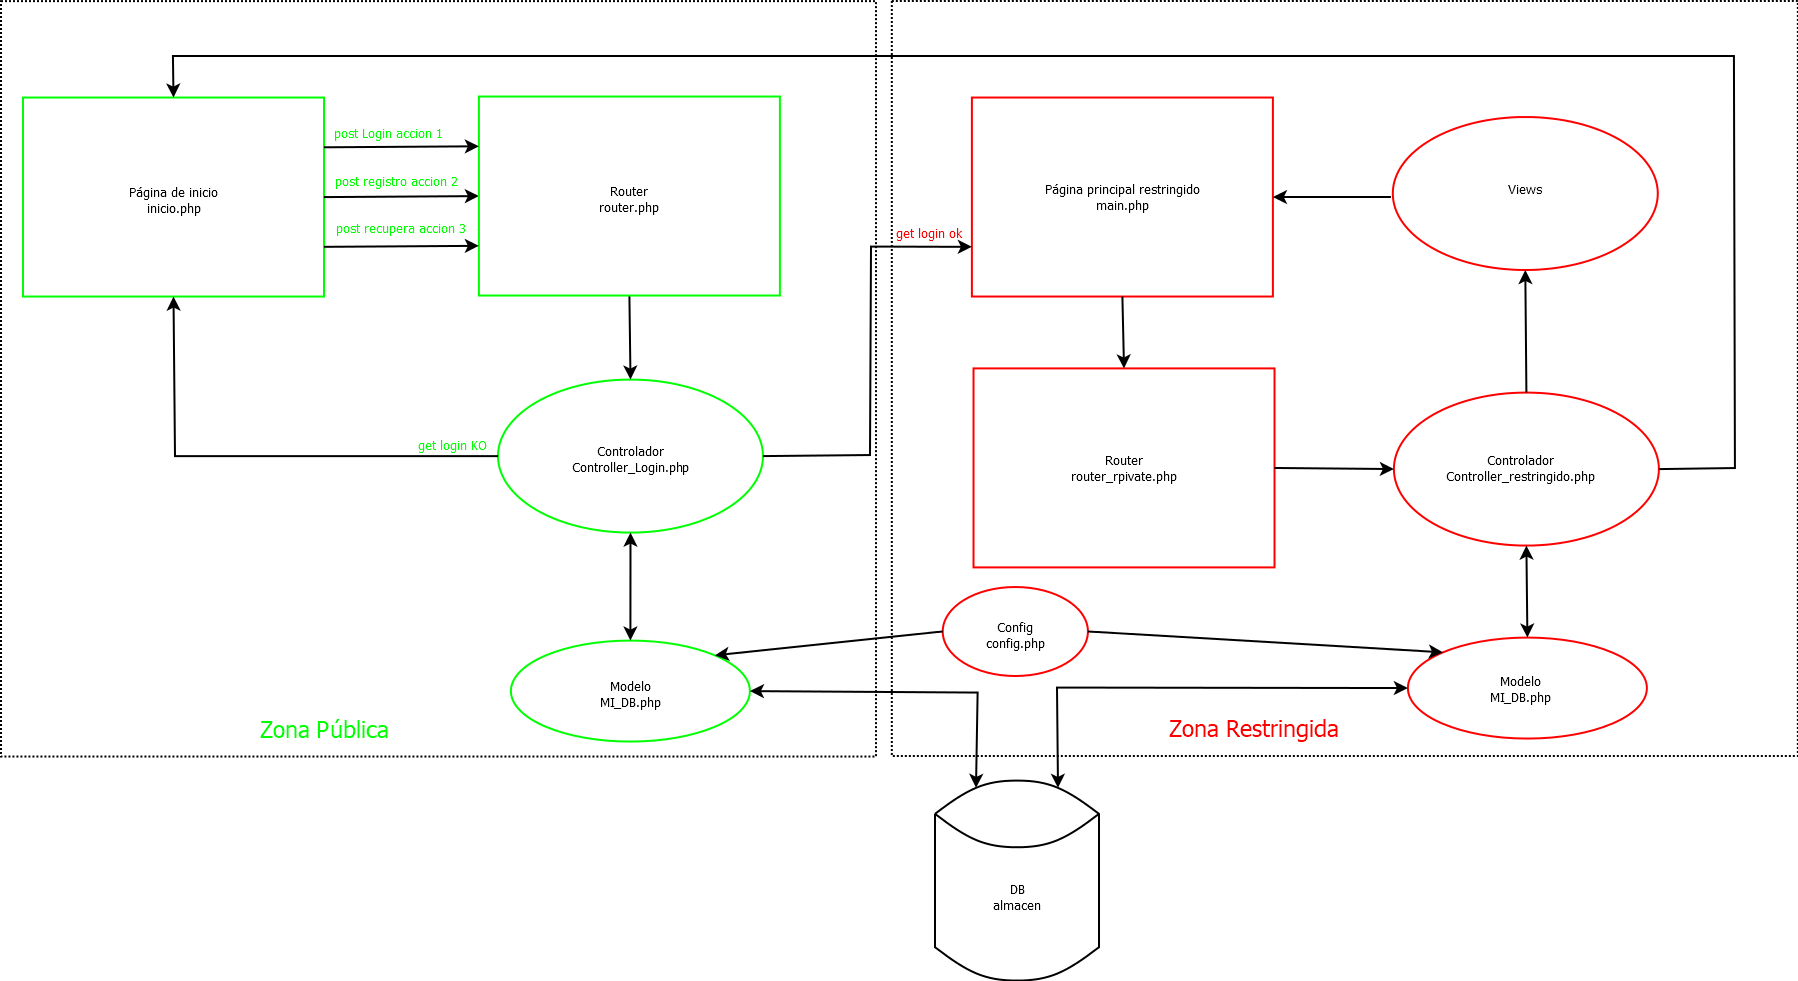 Página de inicio
inicio.php
post Login accion 1
post registro accion 2
post recupera accion 3
Router
router.php
get login KO
Controlador
Controller_Login.php
Modelo
MI_DB.php
Zona Pública
get login ok
Página principal restringido
main.php
Views
Router
router_rpivate.php
Controlador
Controller_restringido.php
Config
config.php
Modelo
MI_DB.php
Zona Restringida
DB
almacen